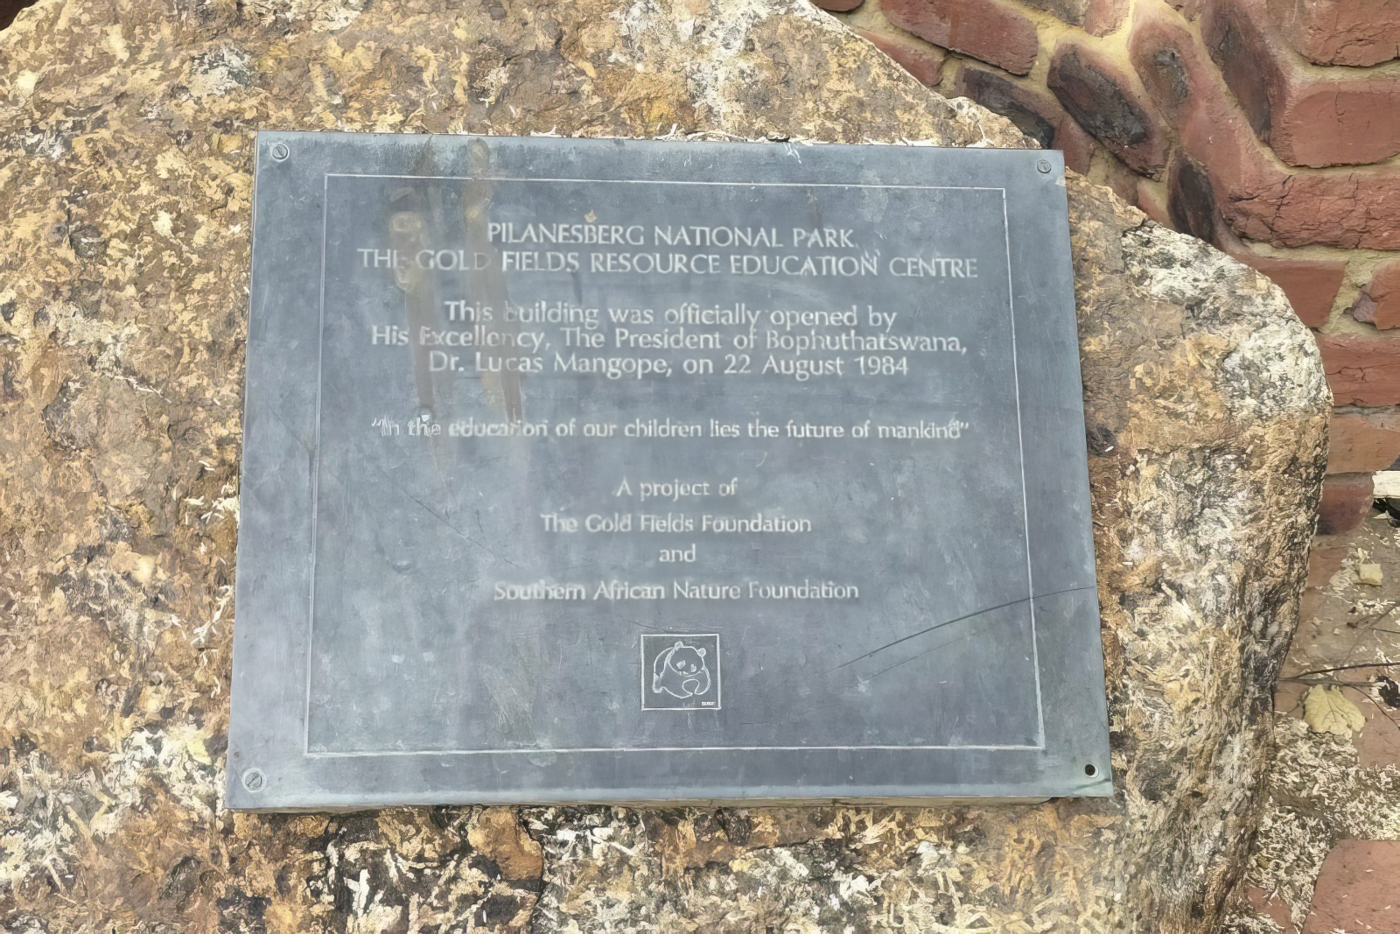 PILANESBERG NATIONAL PARK
THE GOLD FIELDS RESOURCE EDUCATION CENTRE
This building was officially opened by
His Excellency, The President of Bophuthatswana,
Dr. Lucas Mangope, on 22 August 1984
“In the education of our children lies the future of mankind”
A project of
The Gold Fields Foundation
and
Southern African Nature Foundation